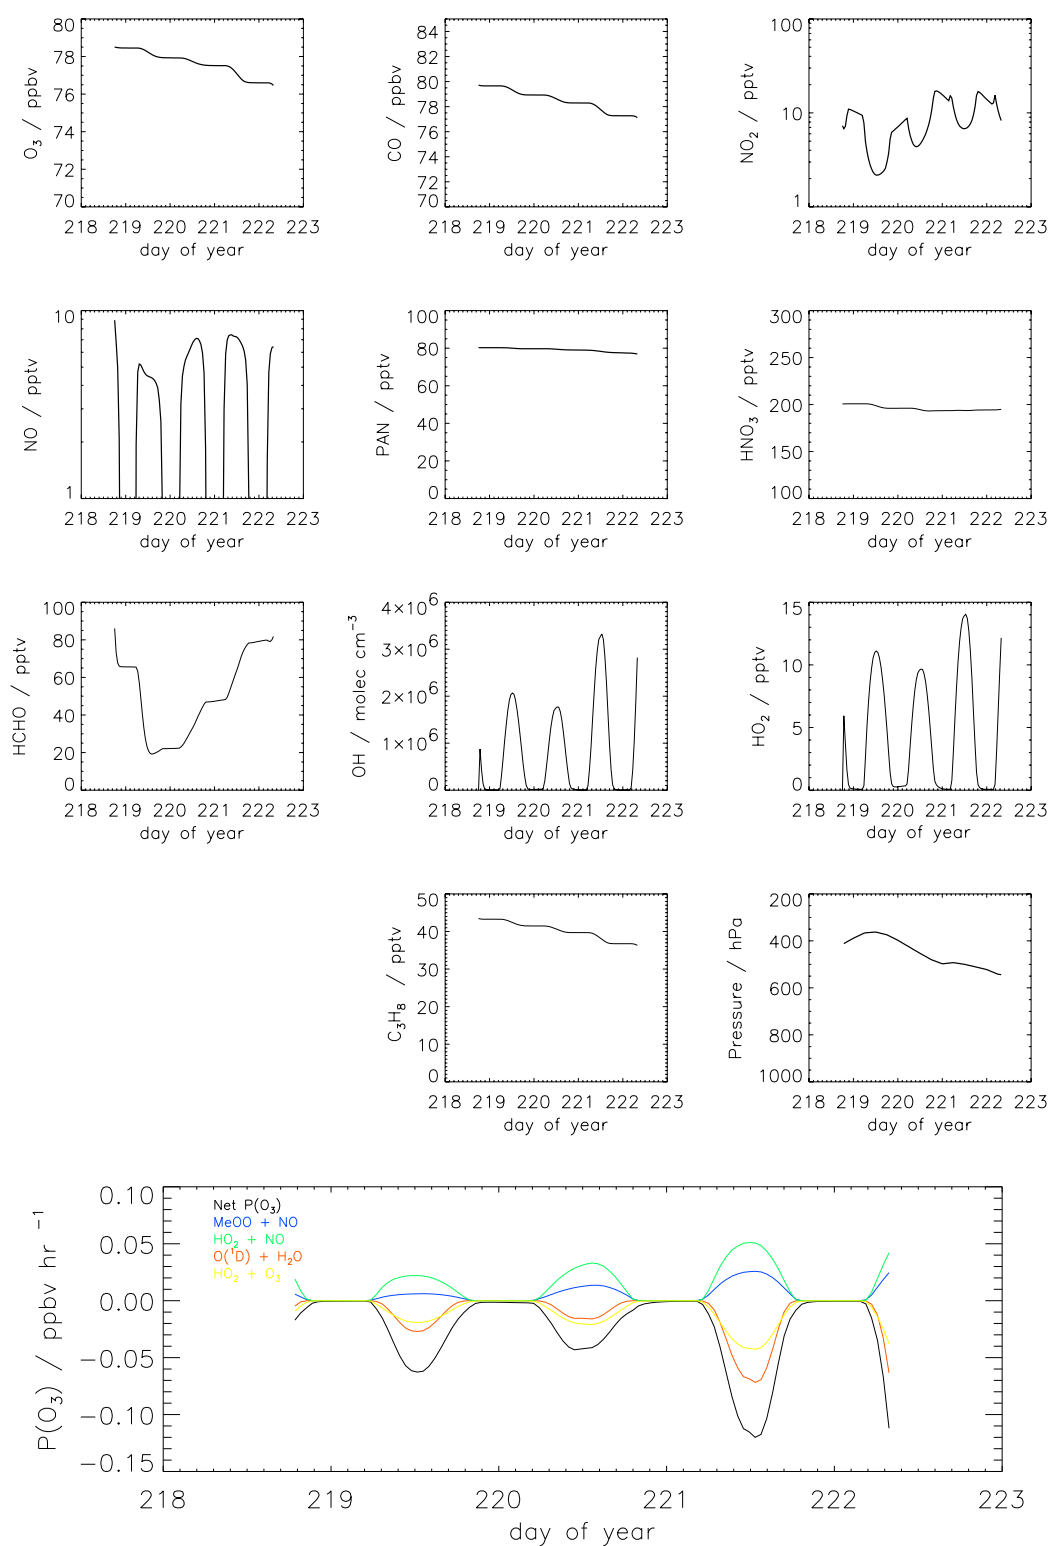 80
78
76
74
72
70
O3 / ppbv
218 219 220 221 222 223
day of year
84
82
80
78
76
74
72
70
CO / ppbv
218 219 220 221 222 223
day of year
100
10
1
NO2 / pptv
218 219 220 221 222 223
day of year
10
1
NO / pptv
218 219 220 221 222 223
day of year
100
80
60
40
20
0
PAN / pptv
218 219 220 221 222 223
day of year
300
250
200
150
100
HNO3 / pptv
218 219 220 221 222 223
day of year
100
80
60
40
20
0
HCHO / pptv
218 219 220 221 222 223
day of year
4×10^6
3×10^6
2×10^6
1×10^6
0
OH / molec cm^-3
218 219 220 221 222 223
day of year
15
10
5
0
HO2 / pptv
218 219 220 221 222 223
day of year
50
40
30
20
10
0
C3H8 / pptv
218 219 220 221 222 223
day of year
200
400
600
800
1000
Pressure / hPa
218 219 220 221 222 223
day of year
0.10
0.05
0.00
−0.05
−0.10
−0.15
P(O3) / ppbv hr^-1
Net P(O3)
MeOO + NO
HO2 + NO
O(^1D) + H2O
HO2 + O3
218 219 220 221 222 223
day of year